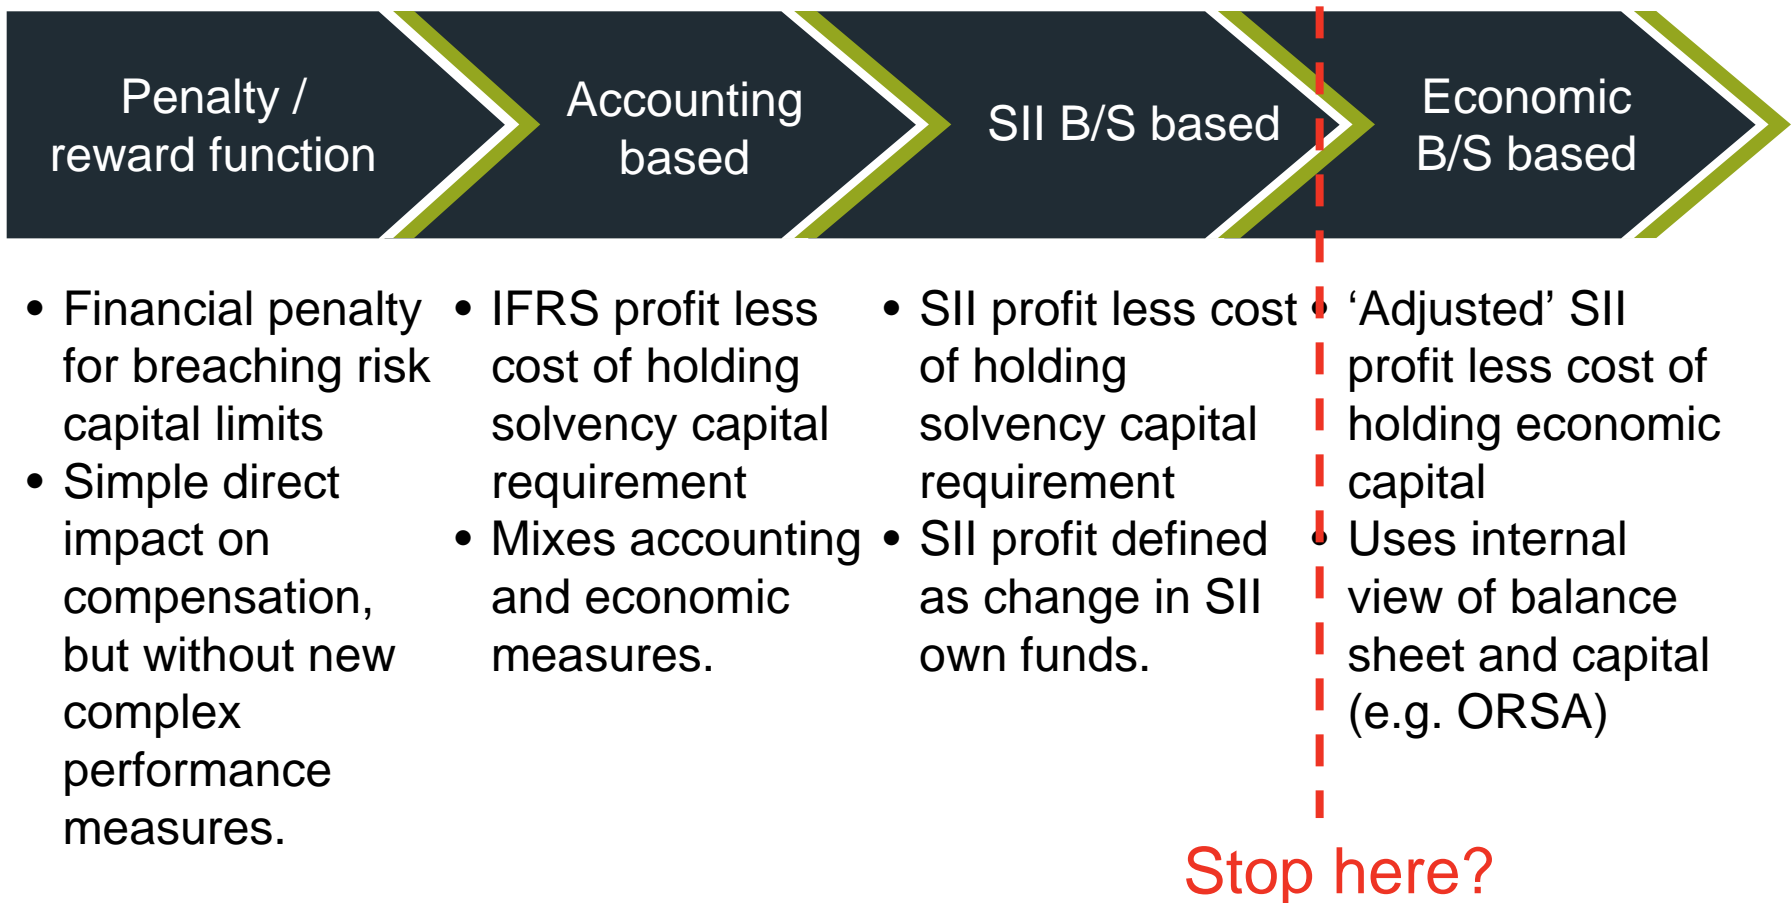 Penalty /
reward function
Accounting
based
SII B/S based
Economic
B/S based
• Financial penalty
for breaching risk
capital limits
• Simple direct
impact on
compensation,
but without new
complex
performance
measures.
• IFRS profit less
cost of holding
solvency capital
requirement
• Mixes accounting
and economic
measures.
• SII profit less cost
of holding
solvency capital
requirement
• SII profit defined
as change in SII
own funds.
• ‘Adjusted’ SII
profit less cost of
holding economic
capital
• Uses internal
view of balance
sheet and capital
(e.g. ORSA)
Stop here?